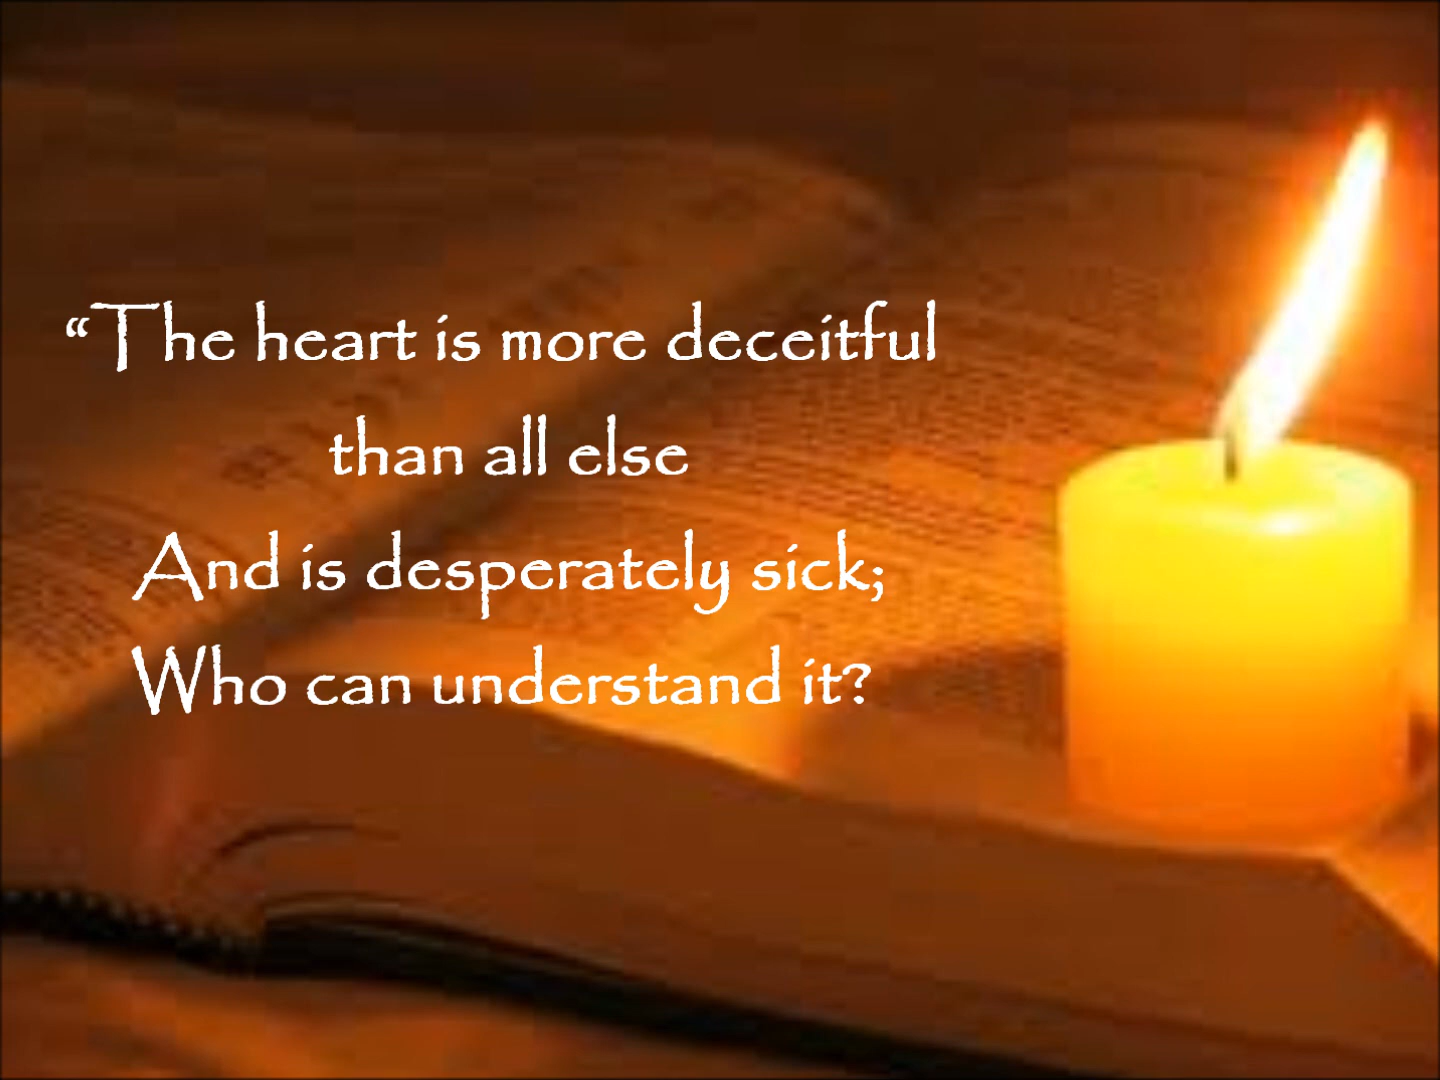 “The heart is more deceitful
than all else
And is desperately sick;
Who can understand it?